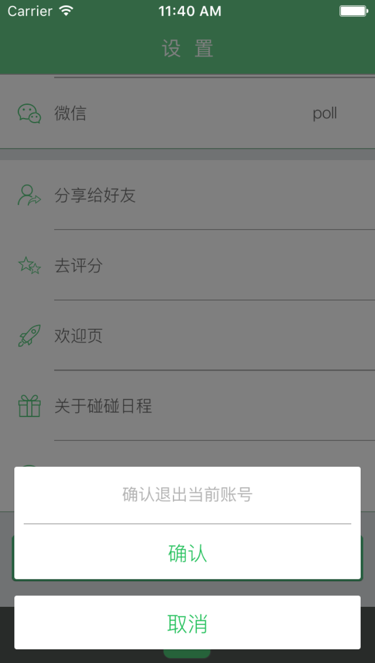 Carrier 11:40 AM
设 置
微信 poll
分享给好友
去评分
欢迎页
关于碰碰日程
确认退出当前账号
确认
取消